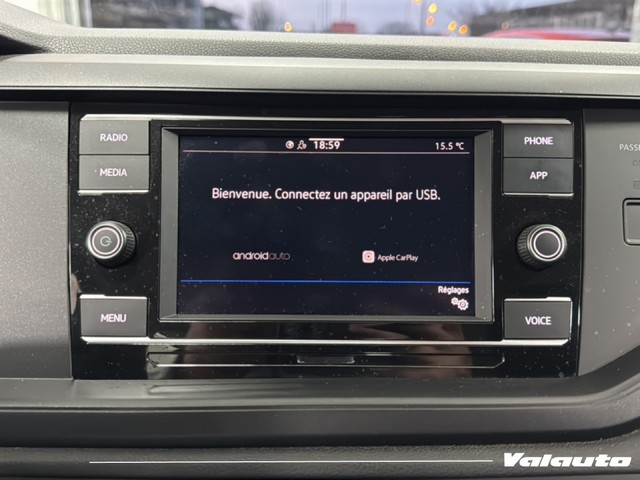 18:59
15.5 °C
RADIO
MEDIA
MENU
Bienvenue. Connectez un appareil par USB.
androidauto
Apple CarPlay
Réglages
PHONE
APP
VOICE
Valauto